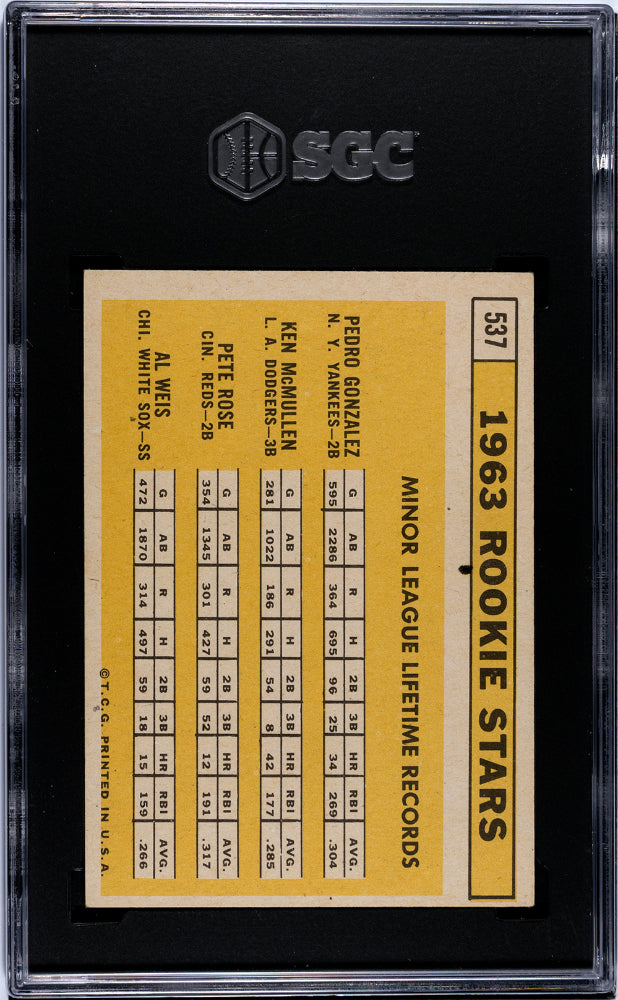 SGC
537
1963 ROOKIE STARS
MINOR LEAGUE LIFETIME RECORDS
PEDRO GONZALEZ
N. Y. YANKEES—2B
G AB R H 2B 3B HR RBI AVG.
595 2286 364 695 96 25 34 269 .304
KEN McMULLEN
L. A. DODGERS—3B
G AB R H 2B 3B HR RBI AVG.
281 1022 186 291 54 8 42 177 .285
PETE ROSE
CIN. REDS—2B
G AB R H 2B 3B HR RBI AVG.
354 1345 301 427 59 52 12 191 .317
AL WEIS
CHI. WHITE SOX—SS
G AB R H 2B 3B HR RBI AVG.
472 1870 314 497 59 18 15 159 .266
© T.C.G. PRINTED IN U.S.A.